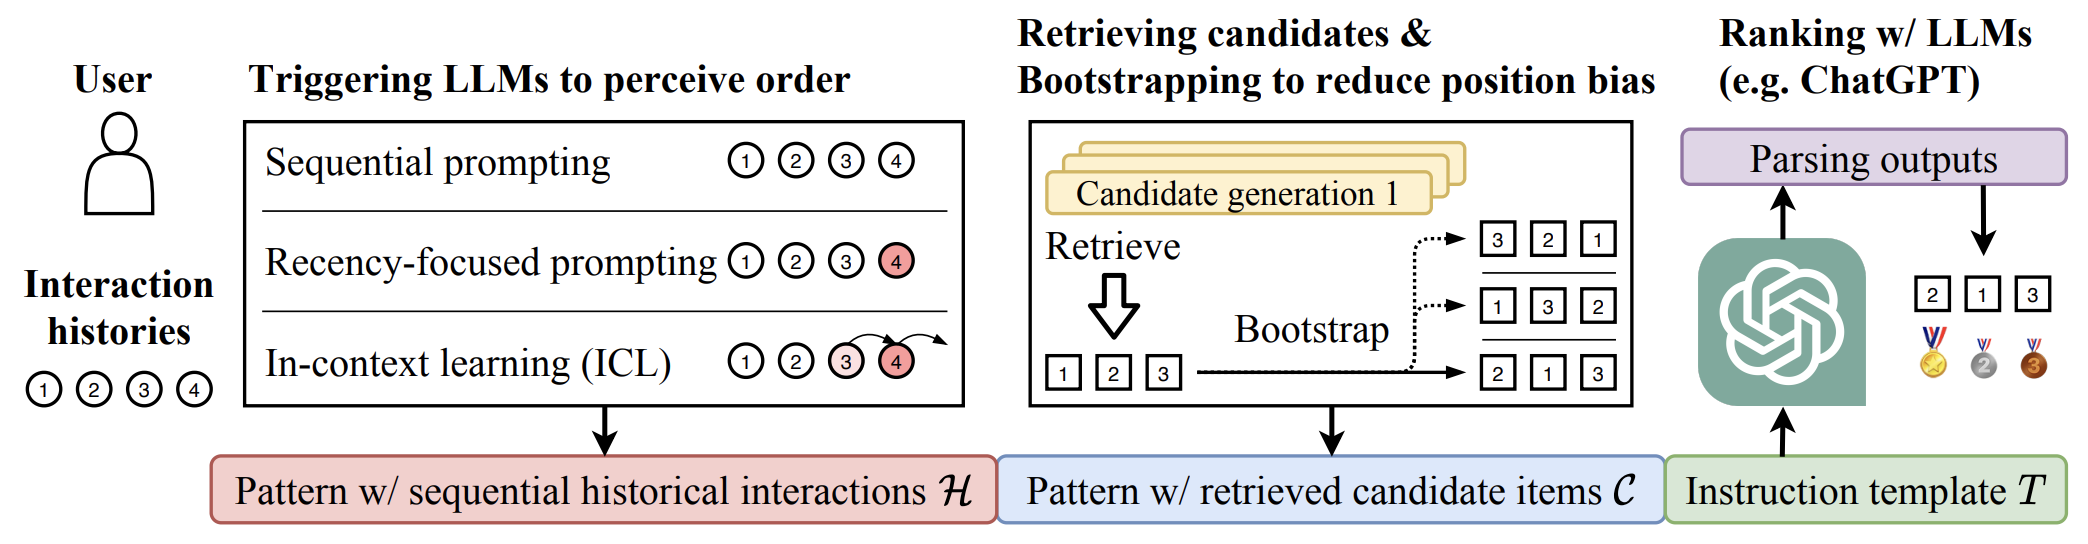 User
Interaction
histories
1 2 3 4
Triggering LLMs to perceive order
Sequential prompting 1 2 3 4
Recency-focused prompting 1 2 3 4
In-context learning (ICL) 1 2 3 4
Pattern w/ sequential historical interactions ℋ
Retrieving candidates &
Bootstrapping to reduce position bias
Candidate generation 1
Retrieve
1 2 3
Bootstrap
3 2 1
1 3 2
2 1 3
Pattern w/ retrieved candidate items 𝒞
Ranking w/ LLMs
(e.g. ChatGPT)
Parsing outputs
2 1 3
2 3
Instruction template T